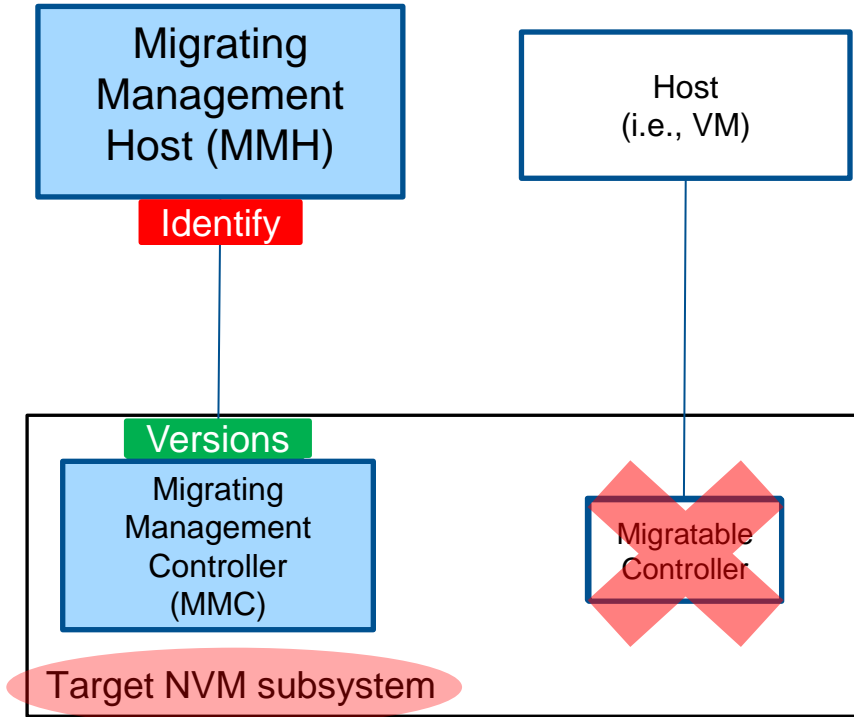 Migrating
Management
Host (MMH)
Host
(i.e., VM)
Identify
Versions
Migrating
Management
Controller
(MMC)
Migratable
Controller
Target NVM subsystem